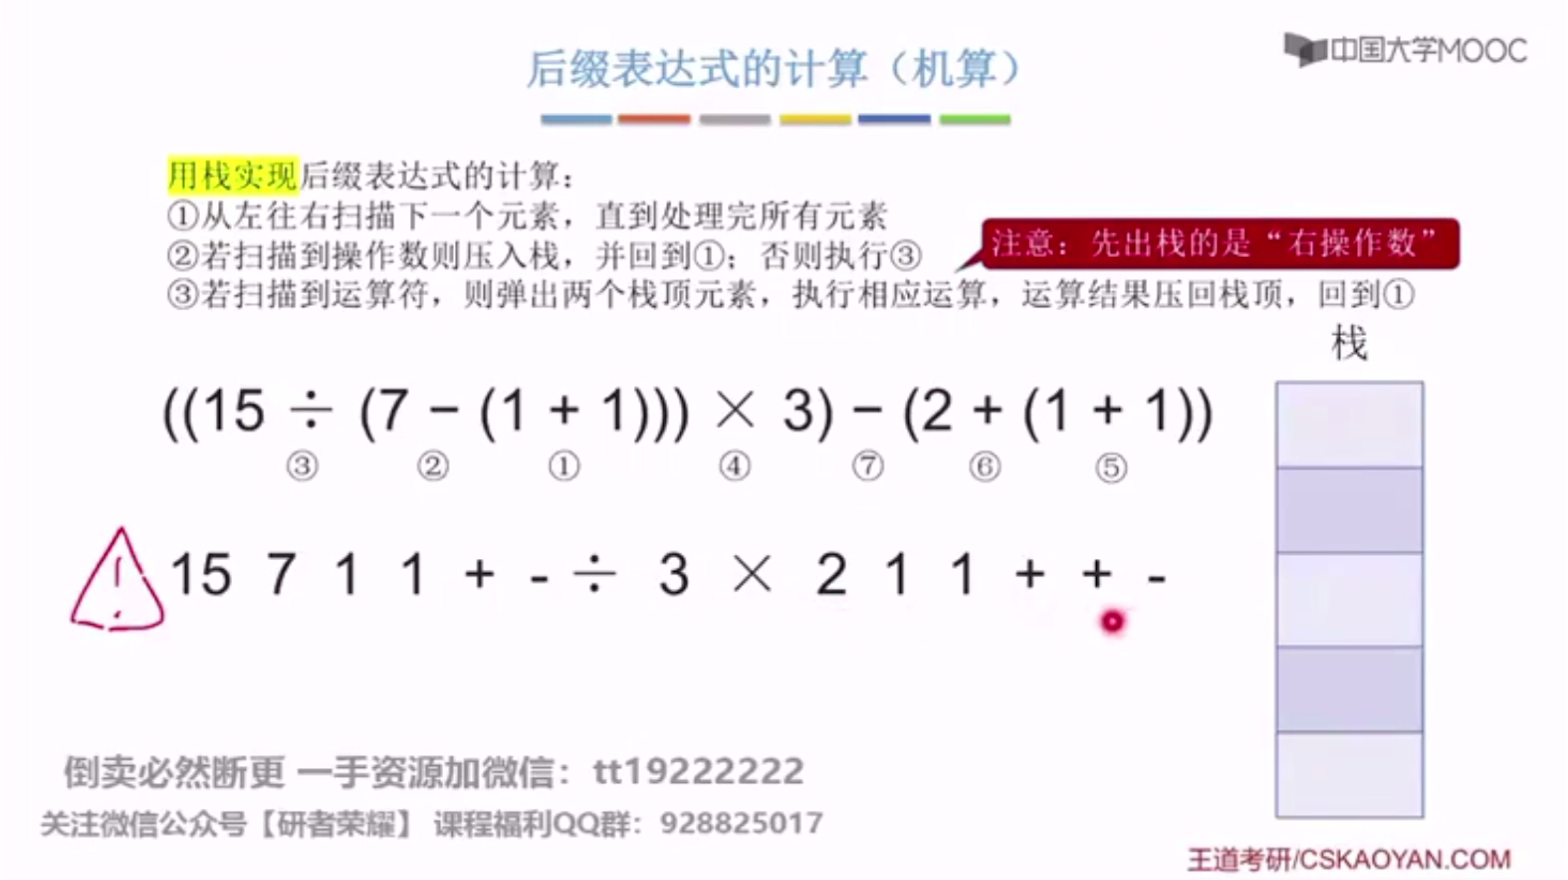 中国大学MOOC
后缀表达式的计算（机算）
用栈实现后缀表达式的计算：
①从左往右扫描下一个元素，直到处理完所有元素
②若扫描到操作数则压入栈，并回到①；否则执行③
注意：先出栈的是“右操作数”
③若扫描到运算符，则弹出两个栈顶元素，执行相应运算，运算结果压回栈顶，回到①
栈
((15 ÷ (7 − (1 + 1))) × 3) − (2 + (1 + 1))
③ ② ① ④ ⑦ ⑥ ⑤
! 15 7 1 1 + - ÷ 3 × 2 1 1 + + -
倒卖必然断更 一手资源加微信：tt19222222
关注微信公众号【研者荣耀】 课程福利QQ群：928825017
王道考研/CSKAOYAN.COM